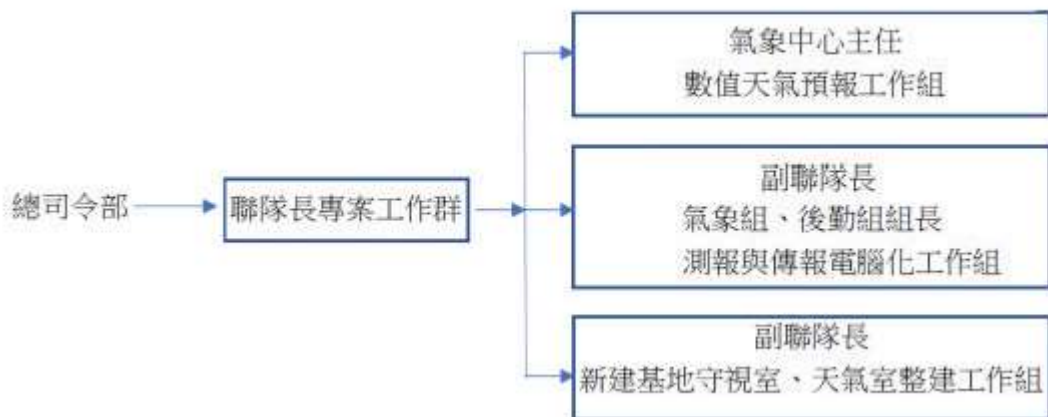 總司令部
聯隊長專案工作群
氣象中心主任
數值天氣預報工作組
副聯隊長
氣象組、後勤組組長
測報與傳報電腦化工作組
副聯隊長
新建基地守視室、天氣室整建工作組